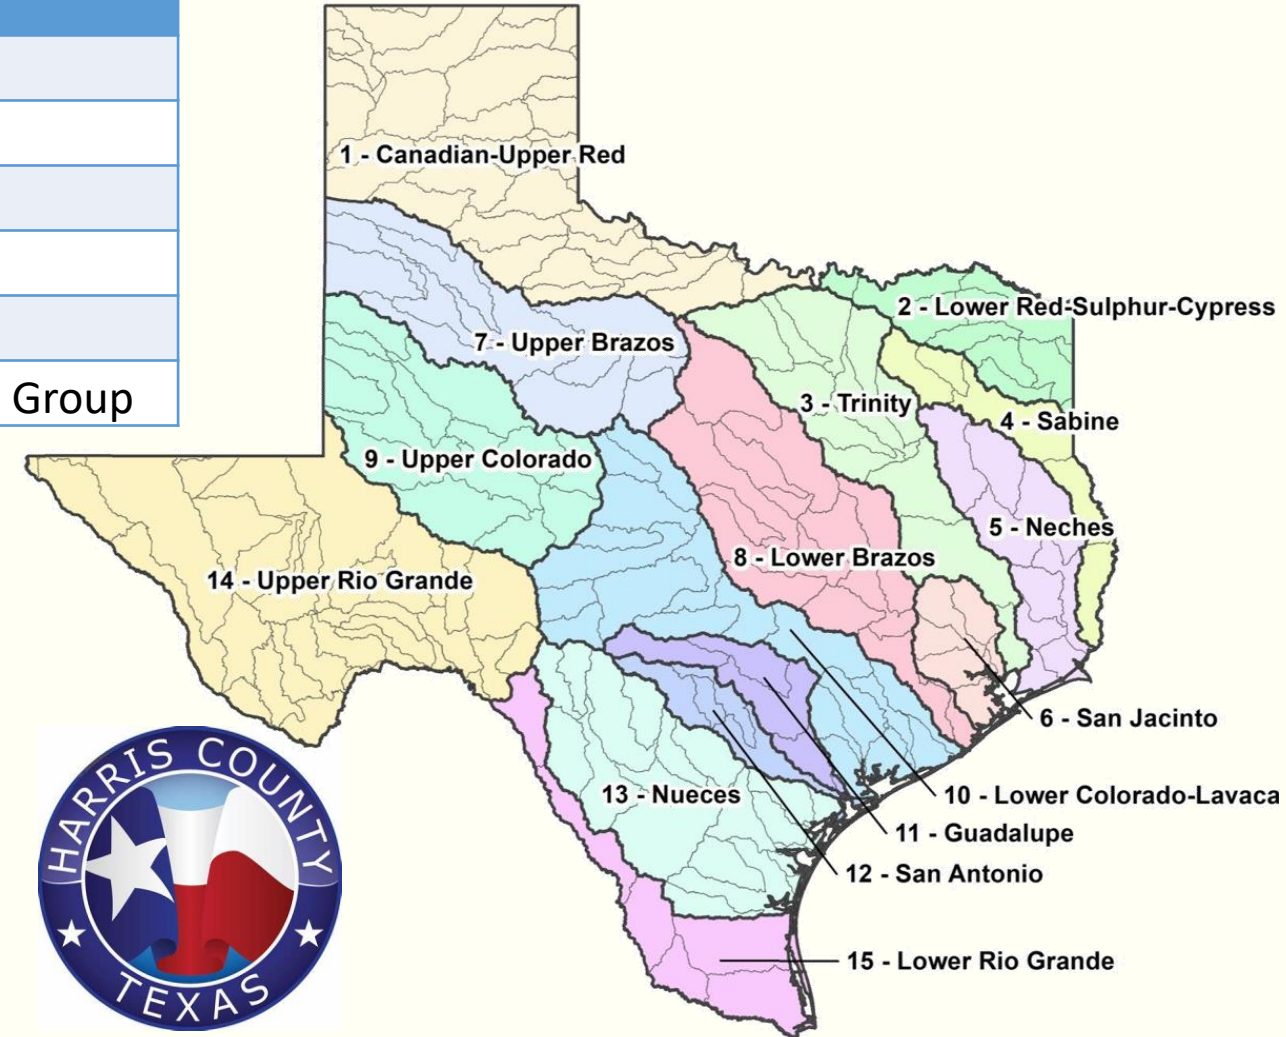 Group
1 - Canadian-Upper Red
2 - Lower Red-Sulphur-Cypress
7 - Upper Brazos
3 - Trinity
4 - Sabine
9 - Upper Colorado
5 - Neches
8 - Lower Brazos
14 - Upper Rio Grande
6 - San Jacinto
13 - Nueces
10 - Lower Colorado-Lavaca
11 - Guadalupe
12 - San Antonio
15 - Lower Rio Grande
HARRIS COUNTY
TEXAS